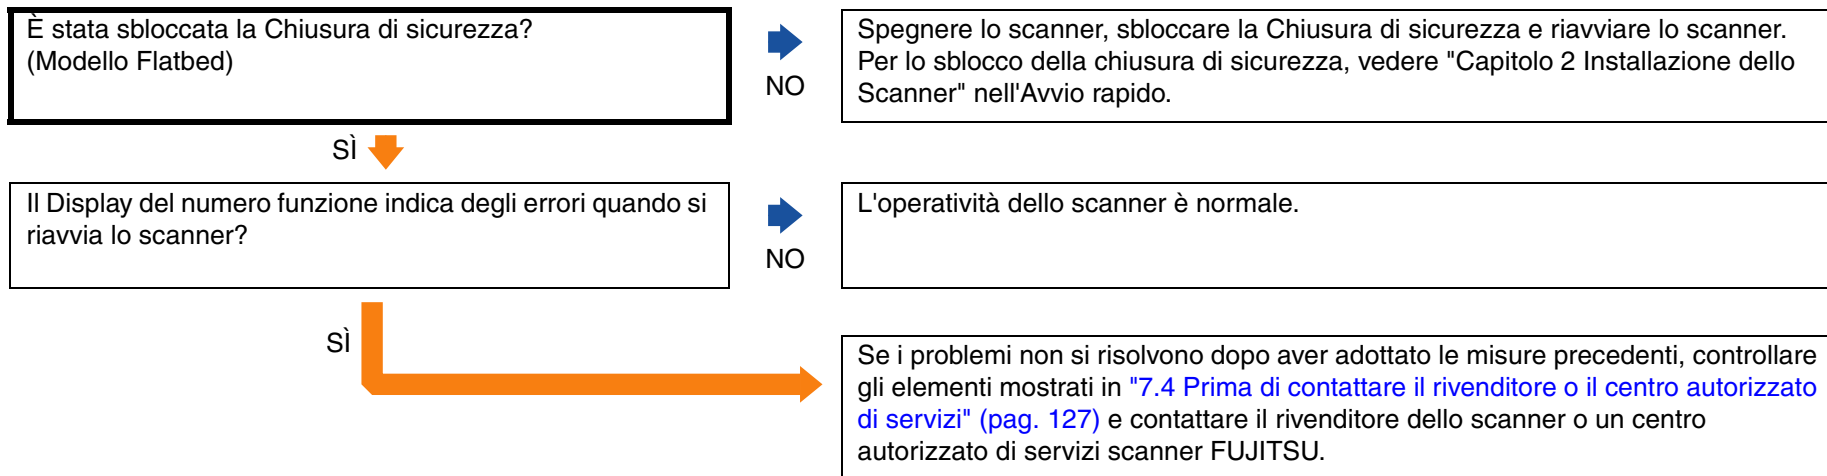 È stata sbloccata la Chiusura di sicurezza?
(Modello Flatbed)
NO
Spegnere lo scanner, sbloccare la Chiusura di sicurezza e riavviare lo scanner.
Per lo sblocco della chiusura di sicurezza, vedere "Capitolo 2 Installazione dello
Scanner" nell'Avvio rapido.
SÌ
Il Display del numero funzione indica degli errori quando si
riavvia lo scanner?
NO
L'operatività dello scanner è normale.
SÌ
Se i problemi non si risolvono dopo aver adottato le misure precedenti, controllare
gli elementi mostrati in "7.4 Prima di contattare il rivenditore o il centro autorizzato
di servizi" (pag. 127) e contattare il rivenditore dello scanner o un centro
autorizzato di servizi scanner FUJITSU.